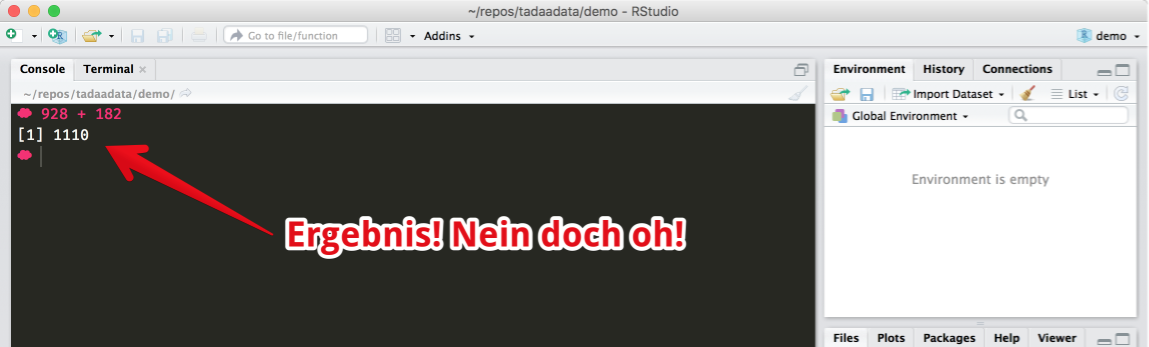 ~/repos/tadaadata/demo - RStudio
Go to file/function
Addins
demo
Console Terminal
Environment History Connections
~/repos/tadaadata/demo/
Import Dataset
List
928 + 182
Global Environment
[1] 1110
Environment is empty
Ergebnis! Nein doch oh!
Files Plots Packages Help Viewer